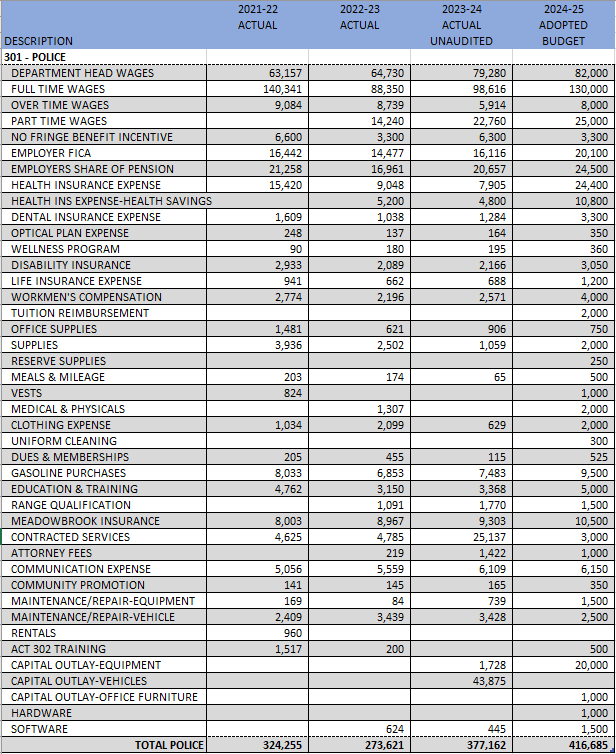 2021-22 2022-23 2023-24 2024-25
ACTUAL ACTUAL ACTUAL ADOPTED
DESCRIPTION UNAUDITED BUDGET
301 - POLICE
DEPARTMENT HEAD WAGES 63,157 64,730 79,280 82,000
FULL TIME WAGES 140,341 88,350 98,616 130,000
OVER TIME WAGES 9,084 8,739 5,914 8,000
PART TIME WAGES 14,240 22,760 25,000
NO FRINGE BENEFIT INCENTIVE 6,600 3,300 6,300 3,300
EMPLOYER FICA 16,442 14,477 16,116 20,100
EMPLOYERS SHARE OF PENSION 21,258 16,961 20,657 24,500
HEALTH INSURANCE EXPENSE 15,420 9,048 7,905 24,400
HEALTH INS EXPENSE-HEALTH SAVINGS 5,200 4,800 10,800
DENTAL INSURANCE EXPENSE 1,609 1,038 1,284 3,300
OPTICAL PLAN EXPENSE 248 137 164 350
WELLNESS PROGRAM 90 180 195 360
DISABILITY INSURANCE 2,933 2,089 2,166 3,050
LIFE INSURANCE EXPENSE 941 662 688 1,200
WORKMEN'S COMPENSATION 2,774 2,196 2,571 4,000
TUITION REIMBURSEMENT 2,000
OFFICE SUPPLIES 1,481 621 906 750
SUPPLIES 3,936 2,502 1,059 2,000
RESERVE SUPPLIES 250
MEALS & MILEAGE 203 174 65 500
VESTS 824 1,000
MEDICAL & PHYSICALS 1,307 2,000
CLOTHING EXPENSE 1,034 2,099 629 2,000
UNIFORM CLEANING 300
DUES & MEMBERSHIPS 205 455 115 525
GASOLINE PURCHASES 8,033 6,853 7,483 9,500
EDUCATION & TRAINING 4,762 3,150 3,368 5,000
RANGE QUALIFICATION 1,091 1,770 1,500
MEADOWBROOK INSURANCE 8,003 8,967 9,303 10,500
CONTRACTED SERVICES 4,625 4,785 25,137 3,000
ATTORNEY FEES 219 1,422 1,000
COMMUNICATION EXPENSE 5,056 5,559 6,109 6,150
COMMUNITY PROMOTION 141 145 165 350
MAINTENANCE/REPAIR-EQUIPMENT 169 84 739 1,500
MAINTENANCE/REPAIR-VEHICLE 2,409 3,439 3,428 2,500
RENTALS 960
ACT 302 TRAINING 1,517 200 500
CAPITAL OUTLAY-EQUIPMENT 1,728 20,000
CAPITAL OUTLAY-VEHICLES 43,875
CAPITAL OUTLAY-OFFICE FURNITURE 1,000
HARDWARE 1,000
SOFTWARE 624 445 1,500
TOTAL POLICE 324,255 273,621 377,162 416,685